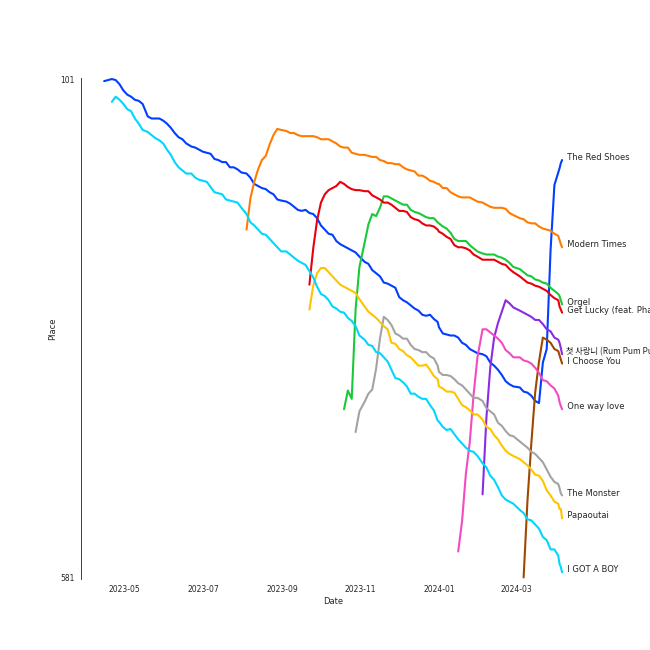 101
The Red Shoes
Modern Times
Orgel
Get Lucky (feat. Pha
Place
첫 사랑니 (Rum Pum Pu
I Choose You
One way love
The Monster
Papaoutai
I GOT A BOY
581
2023-05 2023-07 2023-09 2023-11 2024-01 2024-03
Date